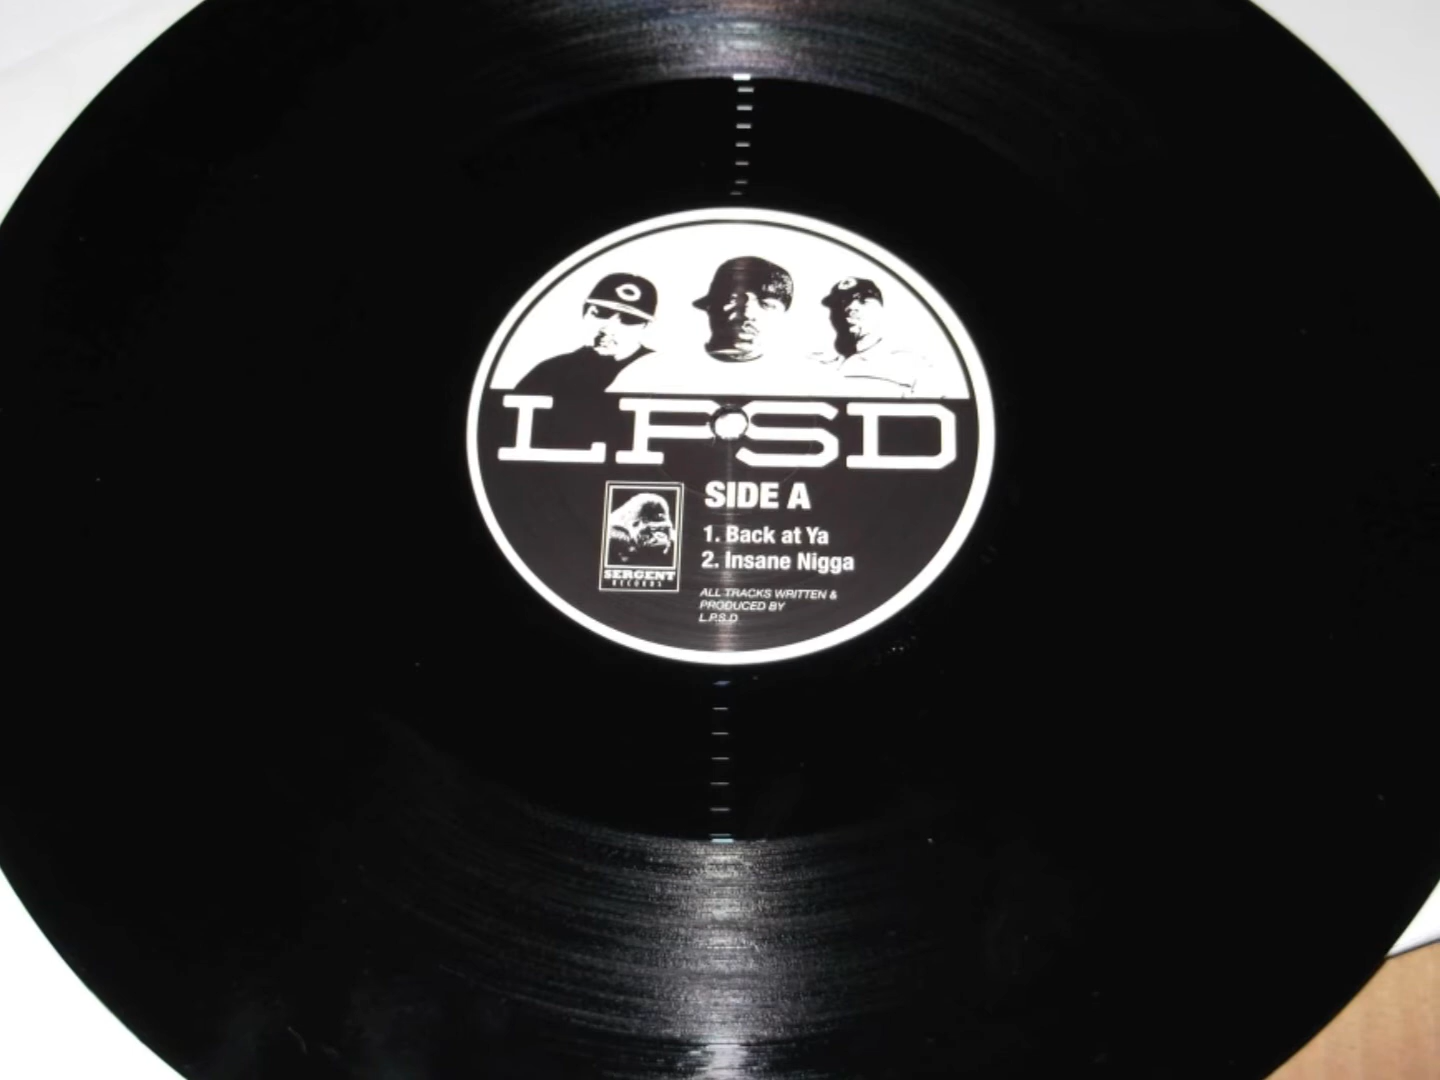 LPSD
SIDE A
1. Back at Ya
2. Insane Nigga
SERGENT
RECORDS
ALL TRACKS WRITTEN &
PRODUCED BY
L.P.S.D